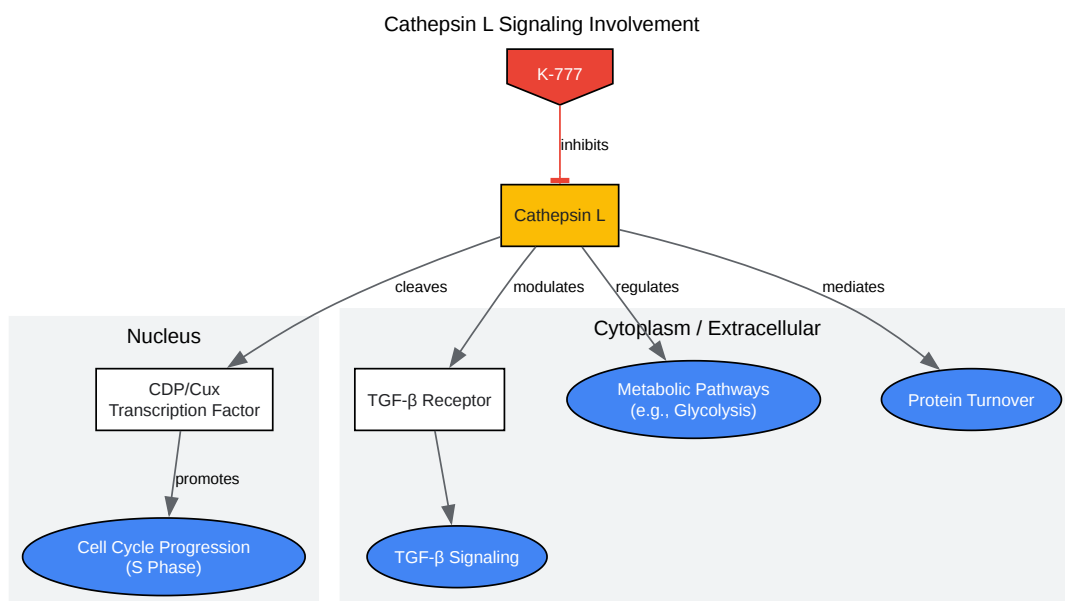 Cathepsin L Signaling Involvement
K-777
inhibits
Cathepsin L
cleaves
modulates
regulates
mediates
Nucleus
Cytoplasm / Extracellular
CDP/Cux
Transcription Factor
TGF-β Receptor
Metabolic Pathways
(e.g., Glycolysis)
Protein Turnover
promotes
Cell Cycle Progression
(S Phase)
TGF-β Signaling